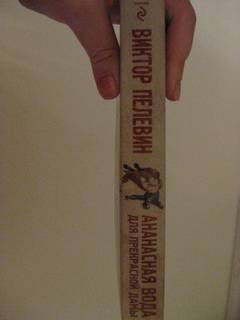 ВИКТОР ПЕЛЕВИН
АНАНАСНАЯ ВОДА
ДЛЯ ПРЕКРАСНОЙ ДАМЫ